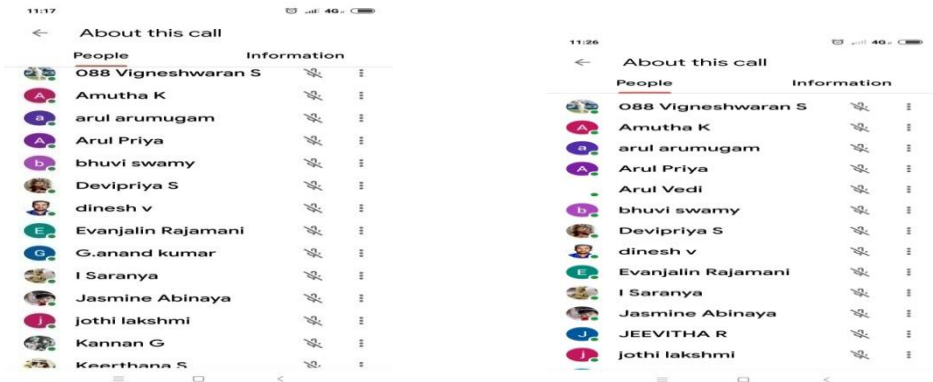 11:17
4G
About this call
People Information
088 Vigneshwaran S
A Amutha K
a arul arumugam
A Arul Priya
b bhuvi swamy
Devipriya S
dinesh v
E Evanjalin Rajamani
G G.anand kumar
I Saranya
Jasmine Abinaya
j jothi lakshmi
Kannan G
Keerthana S
11:26
4G
About this call
People Information
088 Vigneshwaran S
A Amutha K
a arul arumugam
A Arul Priya
Arul Vedi
b bhuvi swamy
Devipriya S
dinesh v
E Evanjalin Rajamani
I Saranya
Jasmine Abinaya
J JEEVITHA R
j jothi lakshmi